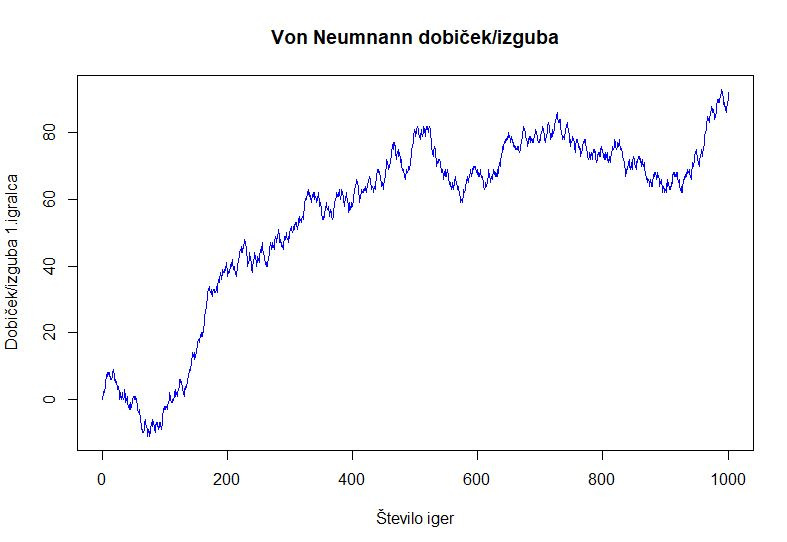 Von Neumnann dobiček/izguba
Dobiček/izguba 1.igralca
80
60
40
20
0
0 200 400 600 800 1000
Število iger